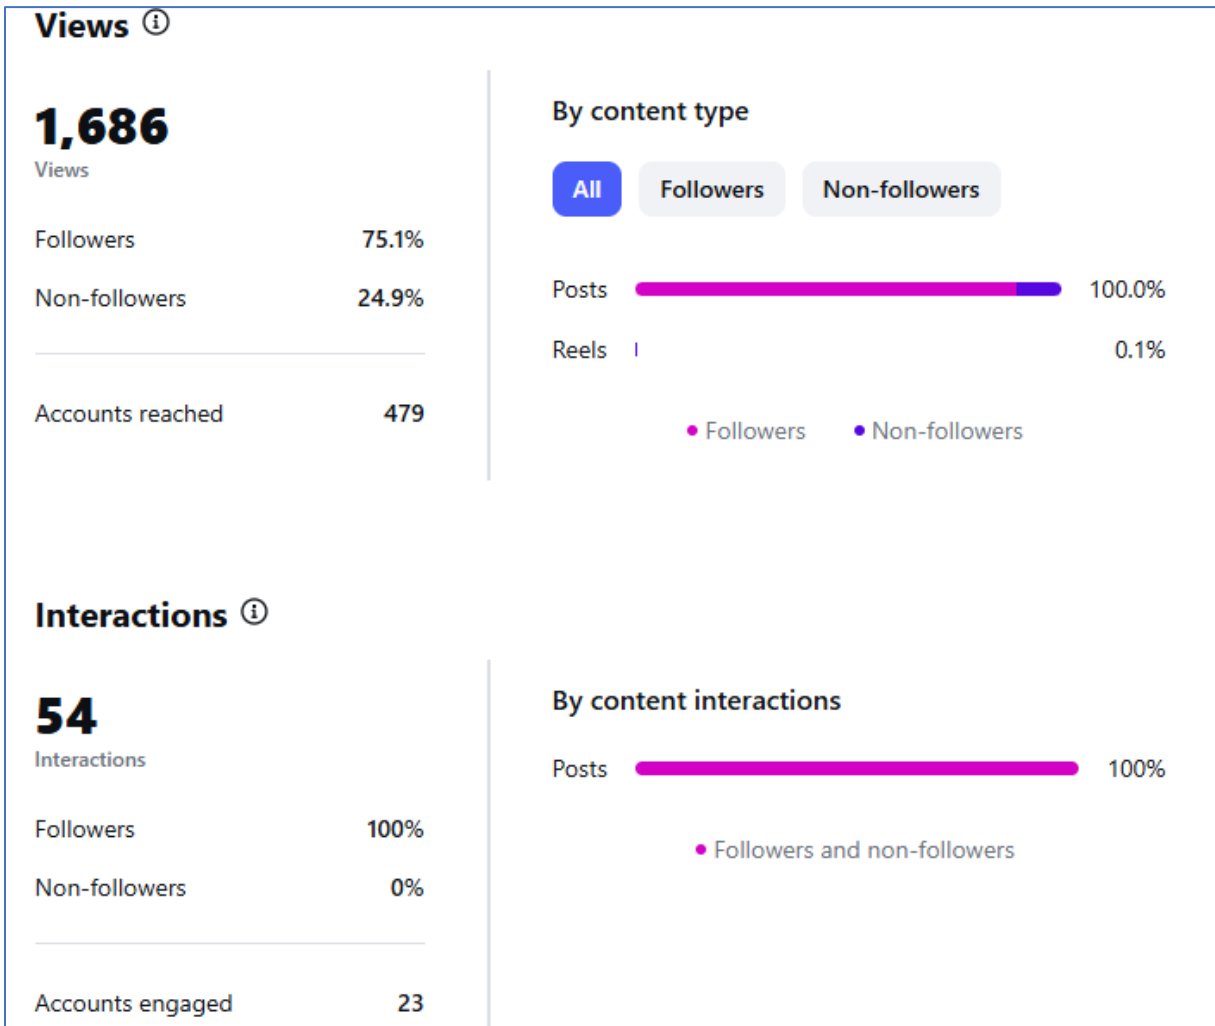 Views
1,686
Views
Followers 75.1%
Non-followers 24.9%
Accounts reached 479
By content type
All Followers Non-followers
Posts 100.0%
Reels 0.1%
Followers Non-followers
Interactions
54
Interactions
Followers 100%
Non-followers 0%
Accounts engaged 23
By content interactions
Posts 100%
Followers and non-followers